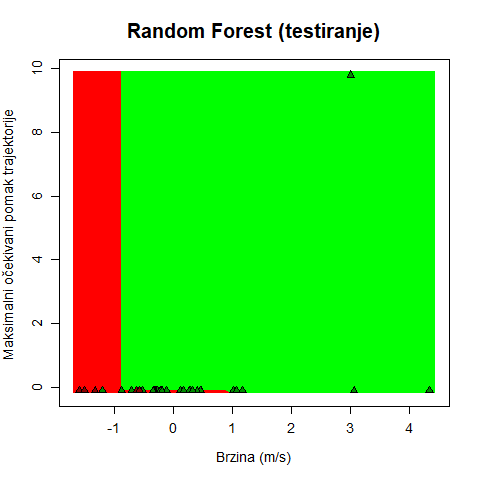 Random Forest (testiranje)
Maksimalni očekivani pomak trajektorije
10
8
6
4
2
0
-1 0 1 2 3 4
Brzina (m/s)